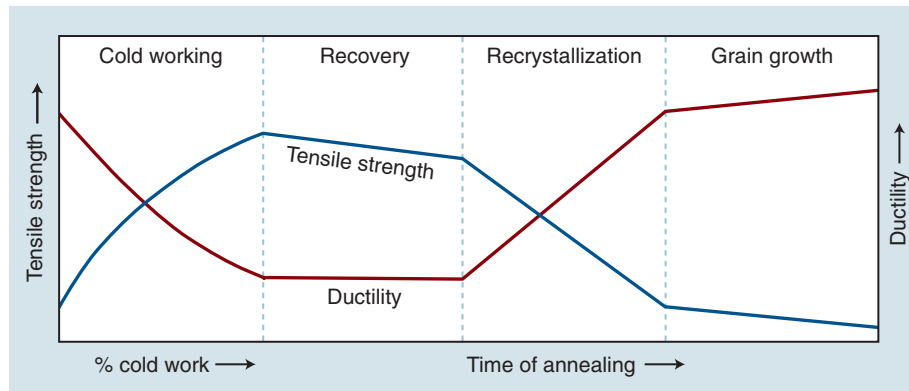 Cold working
Recovery
Recrystallization
Grain growth
Tensile strength
Tensile strength
Ductility
Ductility
% cold work
Time of annealing